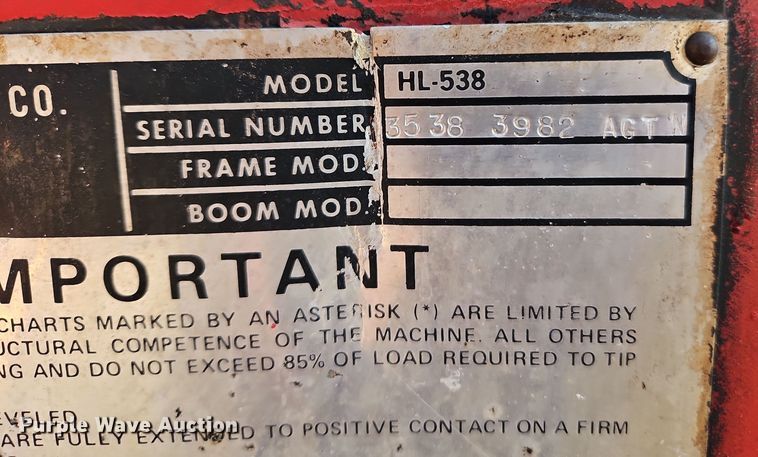 CO.
MODEL HL-538
SERIAL NUMBER 3538 3982 AGT N
FRAME MOD.
BOOM MOD.
IMPORTANT
CHARTS MARKED BY AN ASTERISK (*) ARE LIMITED BY
UCTURAL COMPETENCE OF THE MACHINE. ALL OTHERS
NG AND DO NOT EXCEED 85% OF LOAD REQUIRED TO TIP
EVELED
ARE FULLY EXTENDED TO POSITIVE CONTACT ON A FIRM
Purple Wave Auction